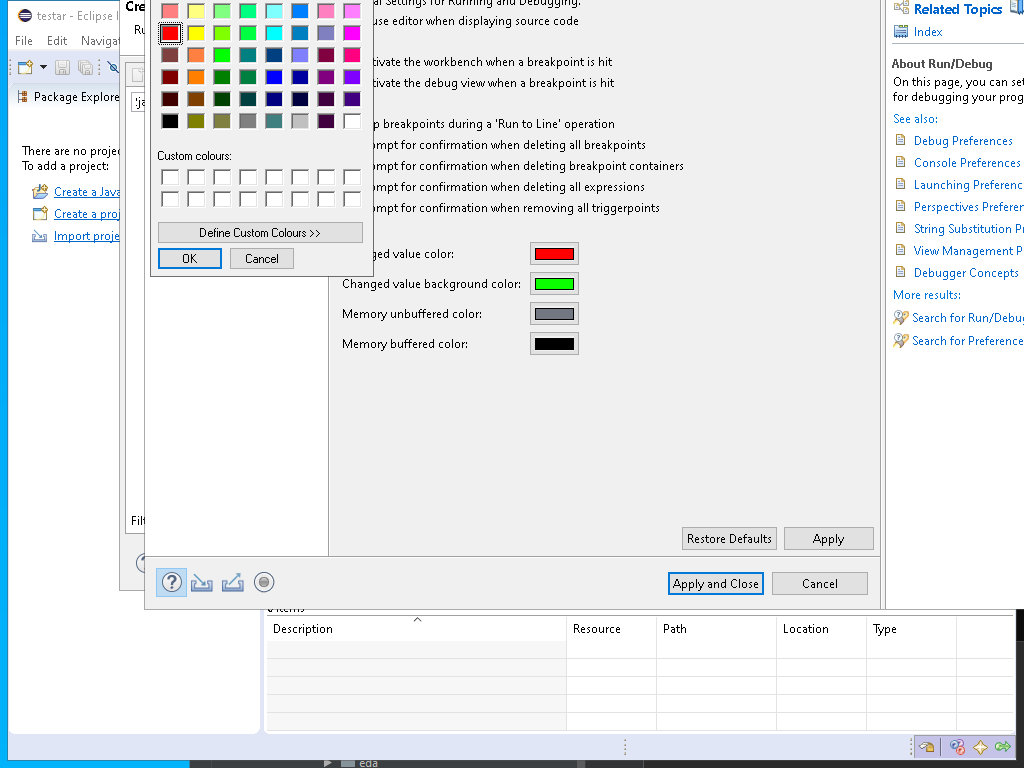 testar - Eclipse I
File Edit Navigat
Package Explore
There are no projec
To add a project:
Create a Java
Create a proj
Import proje
Cre
Ru
!ja
Filt
Custom colours:
Define Custom Colours >>
OK Cancel
al Settings for Running and Debugging.
use editor when displaying source code
tivate the workbench when a breakpoint is hit
tivate the debug view when a breakpoint is hit
p breakpoints during a 'Run to Line' operation
ompt for confirmation when deleting all breakpoints
ompt for confirmation when deleting breakpoint containers
ompt for confirmation when deleting all expressions
ompt for confirmation when removing all triggerpoints
ged value color:
Changed value background color:
Memory unbuffered color:
Memory buffered color:
Restore Defaults Apply
Apply and Close Cancel
Related Topics
Index
About Run/Debug
On this page, you can set
for debugging your prog
See also:
Debug Preferences
Console Preferences
Launching Preferenc
Perspectives Preferen
String Substitution Pr
View Management P
Debugger Concepts
More results:
Search for Run/Debug
Search for Preference
Description Resource Path Location Type
eda